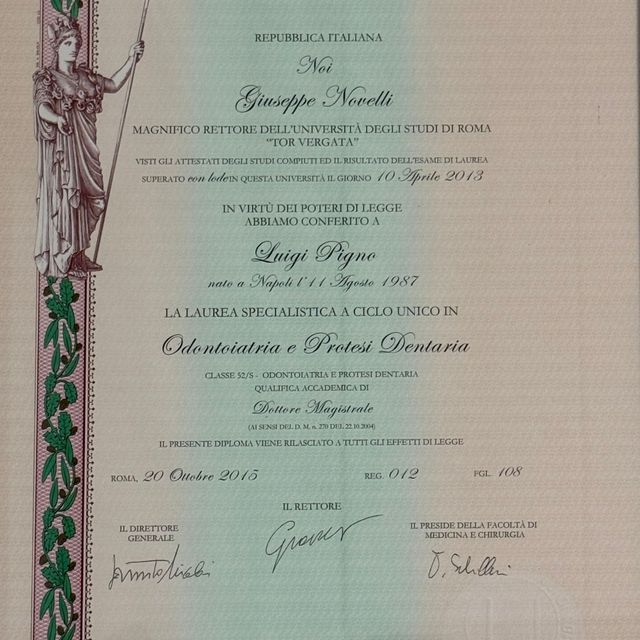 REPUBBLICA ITALIANA
Noi
Giuseppe Novelli
MAGNIFICO RETTORE DELL'UNIVERSITÀ DEGLI STUDI DI ROMA
"TOR VERGATA"
VISTI GLI ATTESTATI DEGLI STUDI COMPIUTI ED IL RISULTATO DELL'ESAME DI LAUREA
SUPERATO con lode IN QUESTA UNIVERSITÀ IL GIORNO 10 Aprile 2013
IN VIRTÙ DEI POTERI DI LEGGE
ABBIAMO CONFERITO A
Luigi Pigno
nato a Napoli l'11 Agosto 1987
LA LAUREA SPECIALISTICA A CICLO UNICO IN
Odontoiatria e Protesi Dentaria
CLASSE 52/S - ODONTOIATRIA E PROTESI DENTARIA
QUALIFICA ACCADEMICA DI
Dottore Magistrale
(AI SENSI DEL D. M. n. 270 DEL 22.10.2004)
IL PRESENTE DIPLOMA VIENE RILASCIATO A TUTTI GLI EFFETTI DI LEGGE
ROMA, 20 Ottobre 2015 REG. 012 FGL. 108
IL RETTORE
IL DIRETTORE
GENERALE
IL PRESIDE DELLA FACOLTÀ DI
MEDICINA e CHIRURGIA